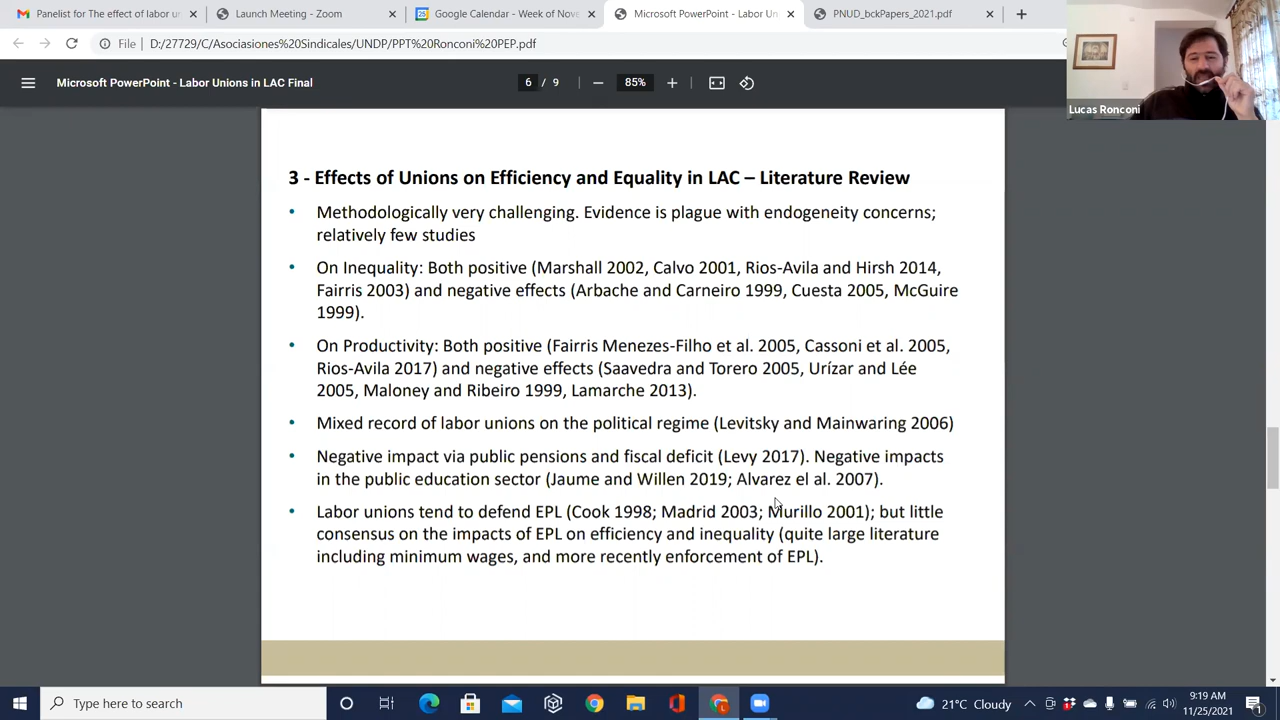 Panelist for The effect of labor ur
Launch Meeting - Zoom
Google Calendar - Week of Nov
Microsoft PowerPoint - Labor Un
PNUD_bckPapers_2021.pdf
File
D:/27729/C/Asociasiones%20Sindicales/UNDP/PPT%20Ronconi%20PEP.pdf
Microsoft PowerPoint - Labor Unions in LAC Final
6 / 9
85%
Lucas Ronconi
3 - Effects of Unions on Efficiency and Equality in LAC – Literature Review
• Methodologically very challenging. Evidence is plague with endogeneity concerns;
relatively few studies
• On Inequality: Both positive (Marshall 2002, Calvo 2001, Rios-Avila and Hirsh 2014,
Fairris 2003) and negative effects (Arbache and Carneiro 1999, Cuesta 2005, McGuire
1999).
• On Productivity: Both positive (Fairris Menezes-Filho et al. 2005, Cassoni et al. 2005,
Rios-Avila 2017) and negative effects (Saavedra and Torero 2005, Urízar and Lée
2005, Maloney and Ribeiro 1999, Lamarche 2013).
• Mixed record of labor unions on the political regime (Levitsky and Mainwaring 2006)
• Negative impact via public pensions and fiscal deficit (Levy 2017). Negative impacts
in the public education sector (Jaume and Willen 2019; Alvarez el al. 2007).
• Labor unions tend to defend EPL (Cook 1998; Madrid 2003; Murillo 2001); but little
consensus on the impacts of EPL on efficiency and inequality (quite large literature
including minimum wages, and more recently enforcement of EPL).
Type here to search
21°C Cloudy
9:19 AM
11/25/2021